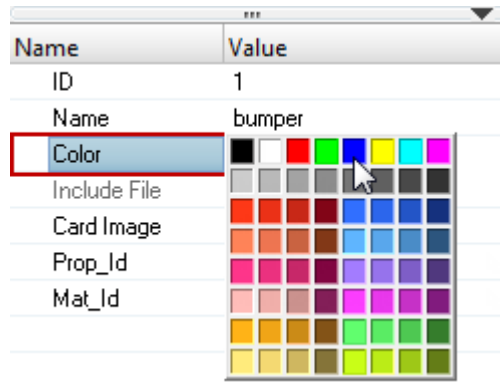 Name Value
ID 1
Name bumper
Color
Include File
Card Image
Prop_Id
Mat_Id